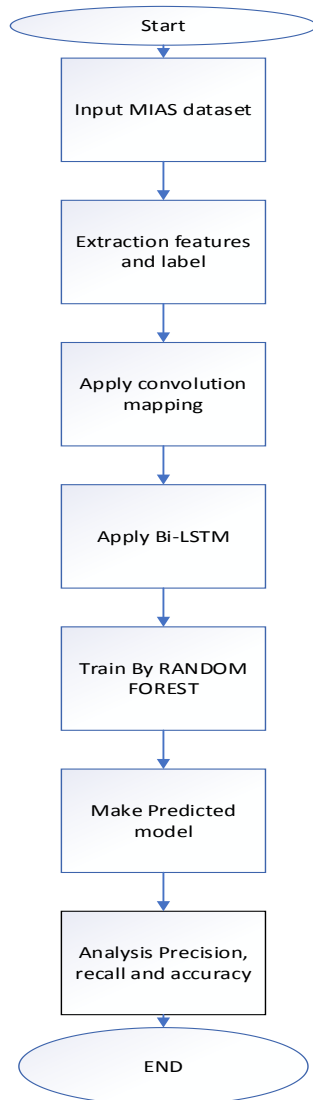 Start
Input MIAS dataset
Extraction features
and label
Apply convolution
mapping
Apply Bi-LSTM
Train By RANDOM
FOREST
Make Predicted
model
Analysis Precision,
recall and accuracy
END